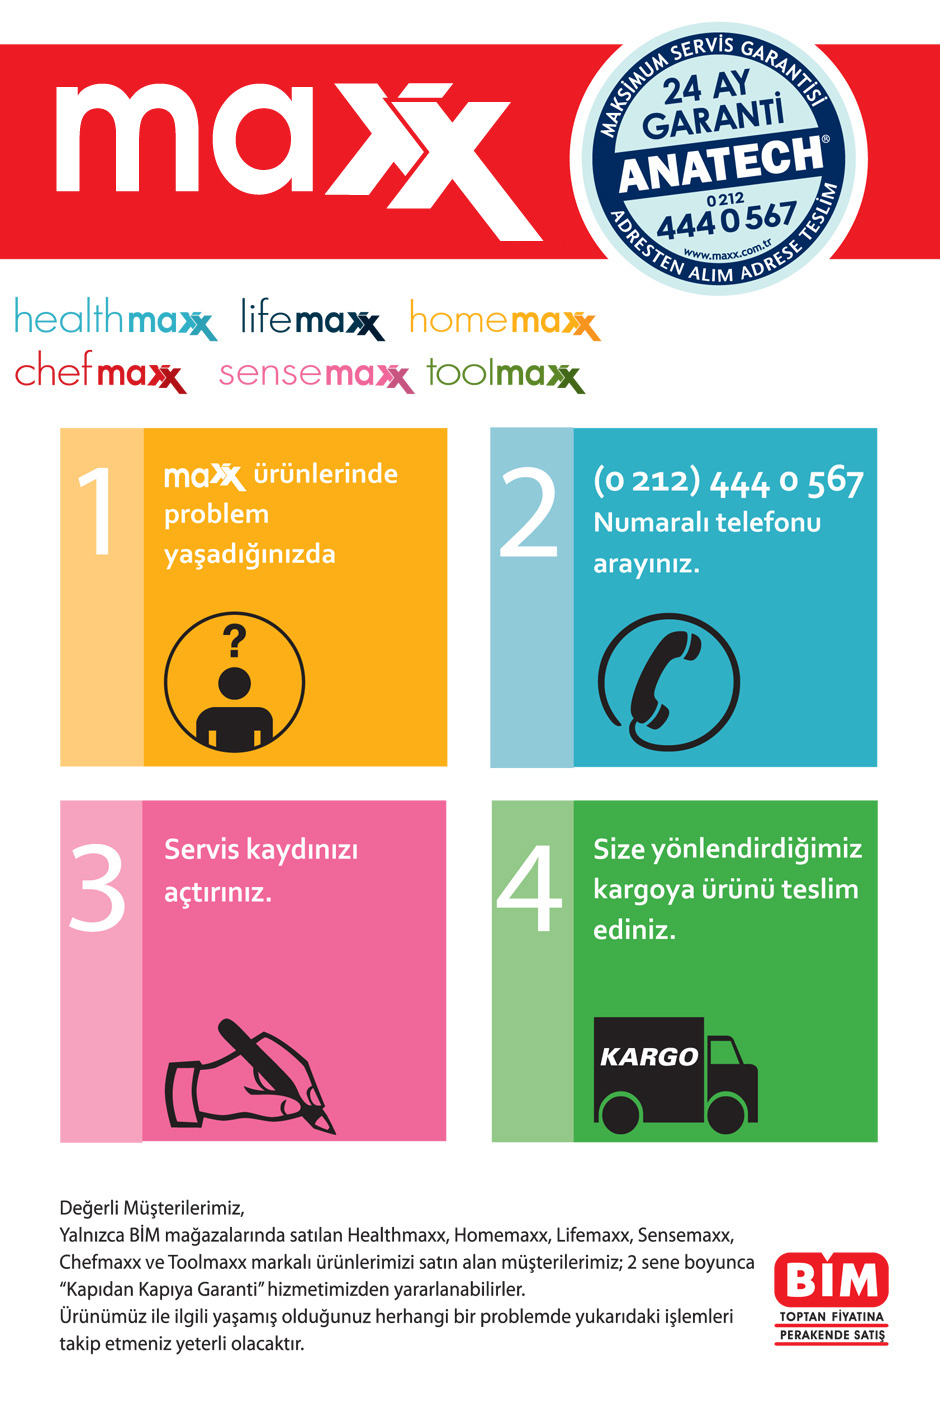 maxx
MAKSİMUM SERVİS GARANTİSİ
24 AY
GARANTİ
ANATECH®
0 212
444 0 567
www.maxx.com.tr
ADRESTEN ALIM ADRESE TESLİM
healthmaxx lifemaxx homemaxx
chefmaxx sensemaxx toolmaxx
1
maxx ürünlerinde
problem
yaşadığınızda
?
2
(0 212) 444 0 567
Numaralı telefonu
arayınız.
3
Servis kaydınızı
açtırınız.
4
Size yönlendirdiğimiz
kargoya ürünü teslim
ediniz.
KARGO
Değerli Müşterilerimiz,
Yalnızca BİM mağazalarında satılan Healthmaxx, Homemaxx, Lifemaxx, Sensemaxx,
Chefmaxx ve Toolmaxx markalı ürünlerimizi satın alan müşterilerimiz; 2 sene boyunca
“Kapıdan Kapıya Garanti” hizmetimizden yararlanabilirler.
Ürünümüz ile ilgili yaşamış olduğunuz herhangi bir problemde yukarıdaki işlemleri
takip etmeniz yeterli olacaktır.
BİM
TOPTAN FİYATINA
PERAKENDE SATIŞ